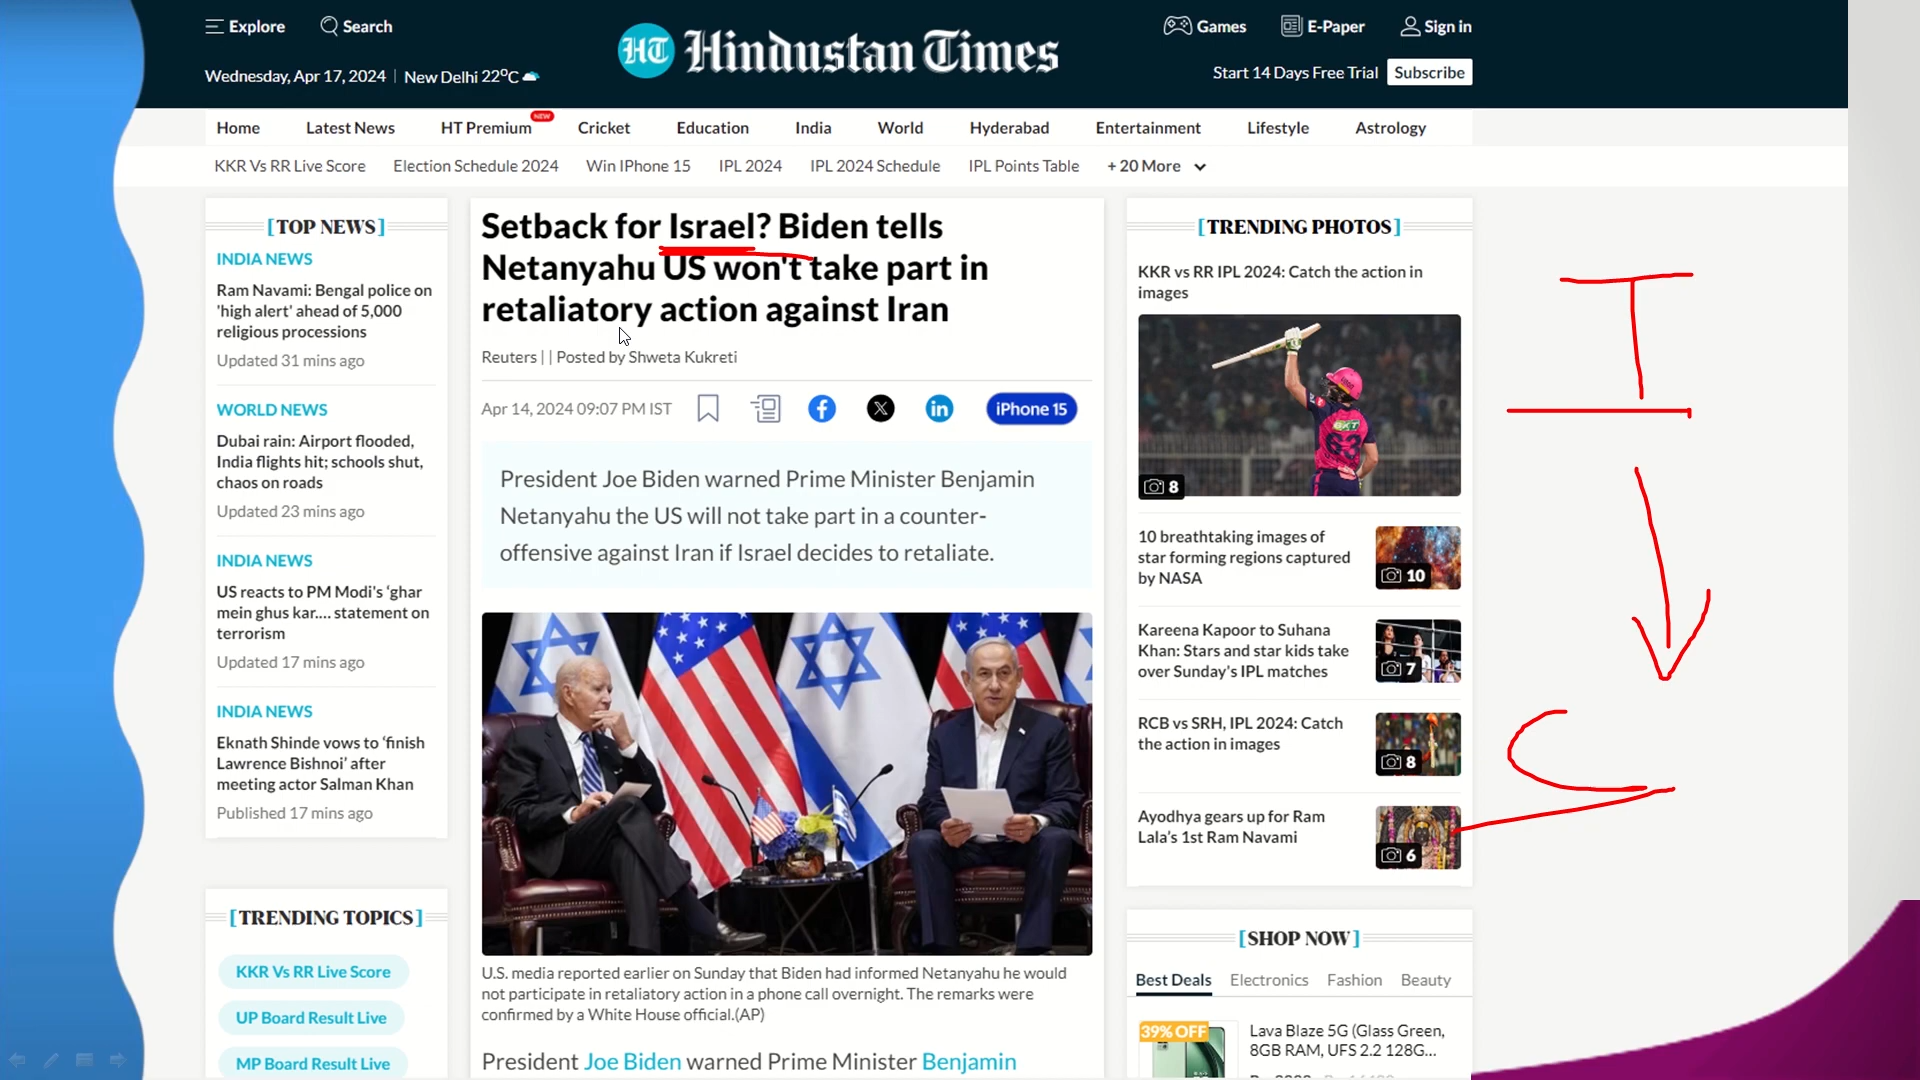 Explore
Search
HT Hindustan Times
Games
E-Paper
Sign in
Wednesday, Apr 17, 2024
New Delhi 22°C
Start 14 Days Free Trial
Subscribe
Home
Latest News
HT Premium
NEW
Cricket
Education
India
World
Hyderabad
Entertainment
Lifestyle
Astrology
KKR Vs RR Live Score
Election Schedule 2024
Win IPhone 15
IPL 2024
IPL 2024 Schedule
IPL Points Table
+ 20 More
[TOP NEWS]
INDIA NEWS
Ram Navami: Bengal police on
'high alert' ahead of 5,000
religious processions
Updated 31 mins ago
WORLD NEWS
Dubai rain: Airport flooded,
India flights hit; schools shut,
chaos on roads
Updated 23 mins ago
INDIA NEWS
US reacts to PM Modi's ‘ghar
mein ghus kar.... statement on
terrorism
Updated 17 mins ago
INDIA NEWS
Eknath Shinde vows to ‘finish
Lawrence Bishnoi’ after
meeting actor Salman Khan
Published 17 mins ago
[TRENDING TOPICS]
KKR Vs RR Live Score
UP Board Result Live
MP Board Result Live
Setback for Israel? Biden tells
Netanyahu US won't take part in
retaliatory action against Iran
Reuters | | Posted by Shweta Kukreti
Apr 14, 2024 09:07 PM IST
iPhone 15
President Joe Biden warned Prime Minister Benjamin
Netanyahu the US will not take part in a counter-
offensive against Iran if Israel decides to retaliate.
U.S. media reported earlier on Sunday that Biden had informed Netanyahu he would
not participate in retaliatory action in a phone call overnight. The remarks were
confirmed by a White House official.(AP)
President Joe Biden warned Prime Minister Benjamin
[TRENDING PHOTOS]
KKR vs RR IPL 2024: Catch the action in
images
GKT
63
8
10 breathtaking images of
star forming regions captured
by NASA
10
Kareena Kapoor to Suhana
Khan: Stars and star kids take
over Sunday's IPL matches
7
RCB vs SRH, IPL 2024: Catch
the action in images
8
Ayodhya gears up for Ram
Lala’s 1st Ram Navami
6
[SHOP NOW]
Best Deals
Electronics
Fashion
Beauty
39% OFF
Lava Blaze 5G (Glass Green,
8GB RAM, UFS 2.2 128G...
I
C